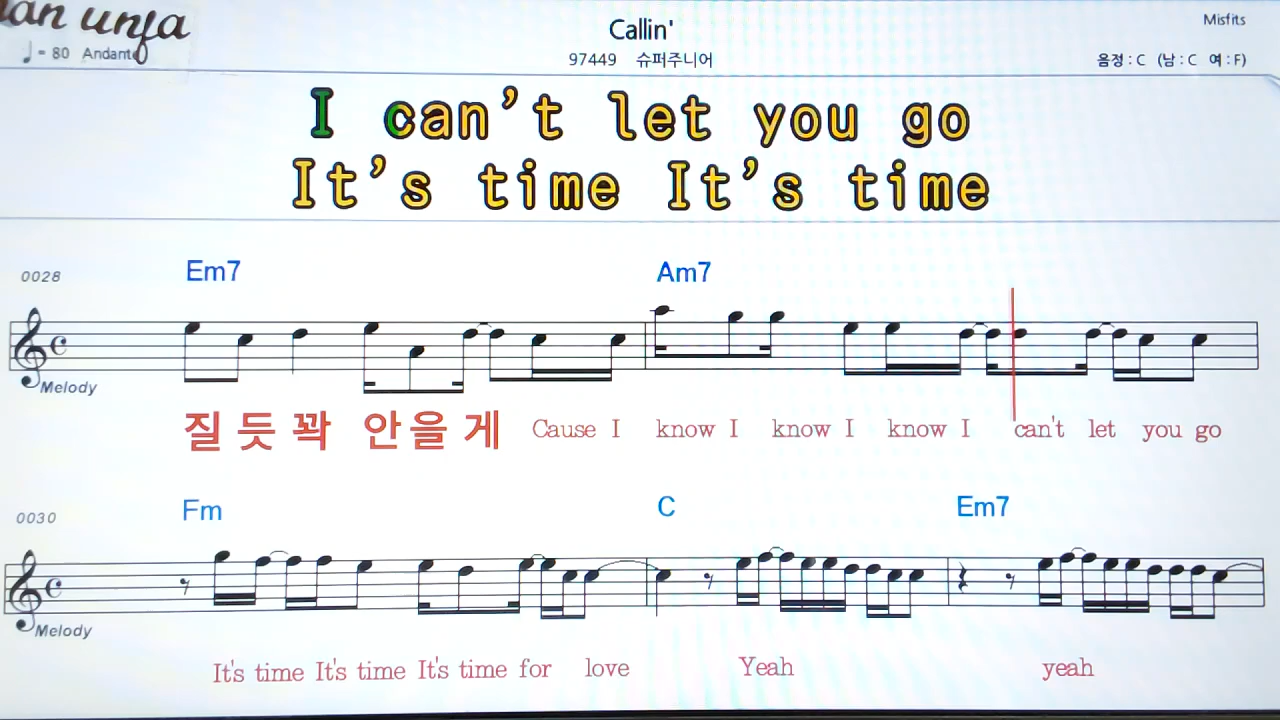 Callin'
Misfits
♩= 80 Andante
97449 슈퍼주니어
음정 : C (남 : C 여 : F)
I can't let you go
It's time It's time
0028 Em7 Am7
Melody
질 듯 꽉 안을 게 Cause I know I know I know I can't let you go
0030 Fm C Em7
Melody
It's time It's time It's time for love Yeah yeah